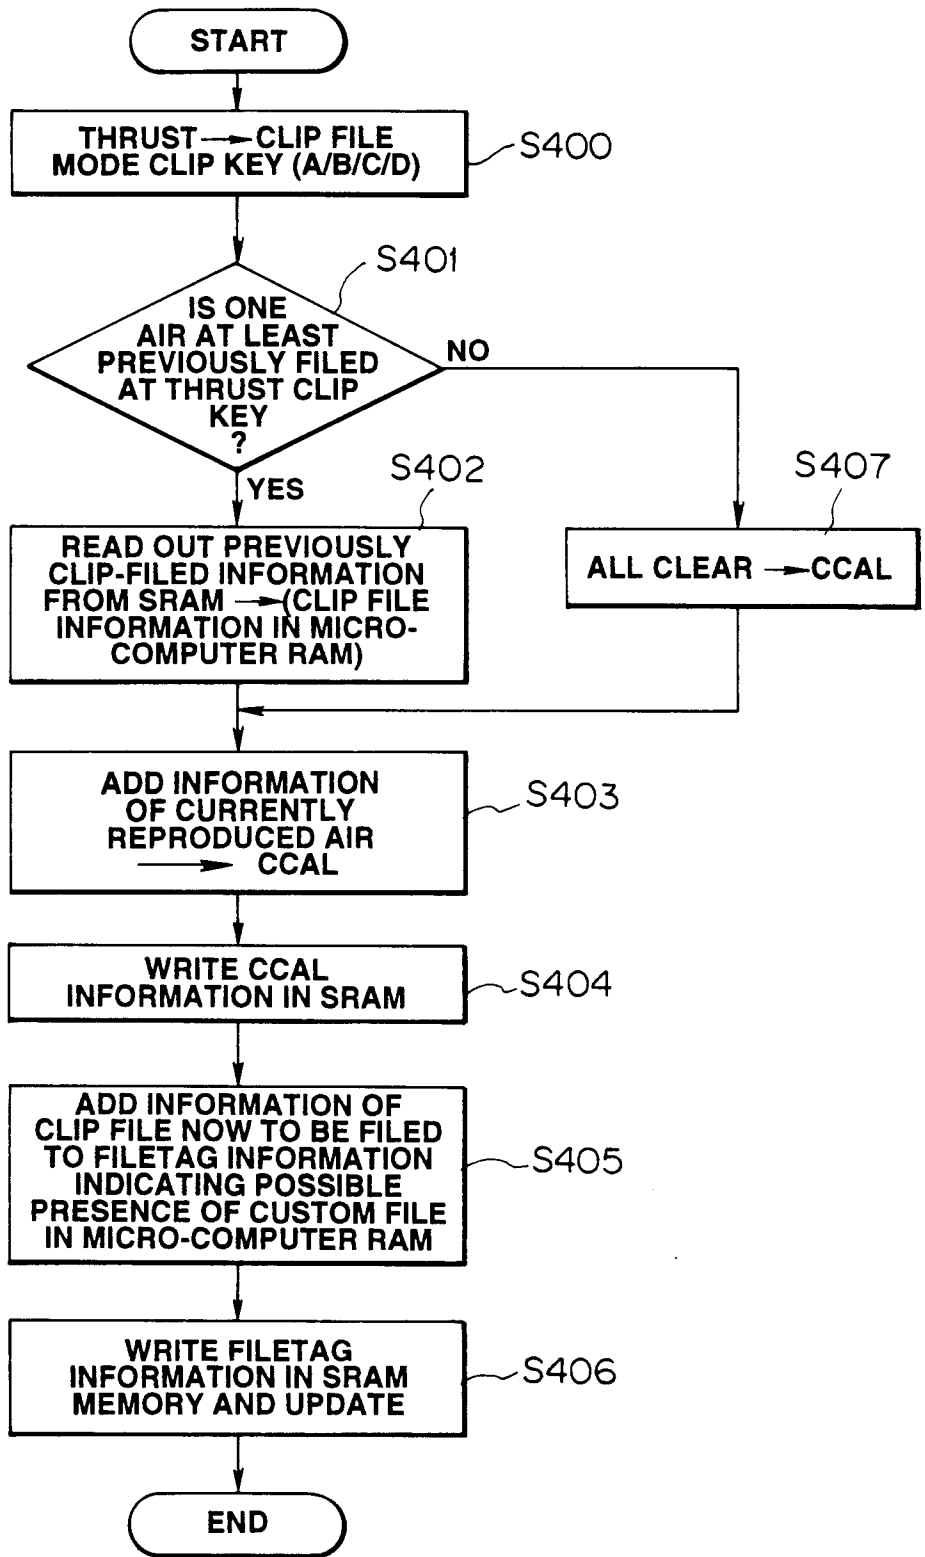 START
THRUST → CLIP FILE
MODE CLIP KEY (A/B/C/D)
S400
S401
IS ONE
AIR AT LEAST
PREVIOUSLY FILED
AT THRUST CLIP
KEY
?
NO
YES
S402
READ OUT PREVIOUSLY
CLIP-FILED INFORMATION
FROM SRAM → (CLIP FILE
INFORMATION IN MICRO-
COMPUTER RAM)
S407
ALL CLEAR → CCAL
ADD INFORMATION
OF CURRENTLY
REPRODUCED AIR
→ CCAL
S403
WRITE CCAL
INFORMATION IN SRAM
S404
ADD INFORMATION OF
CLIP FILE NOW TO BE FILED
TO FILETAG INFORMATION
INDICATING POSSIBLE
PRESENCE OF CUSTOM FILE
IN MICRO-COMPUTER RAM
S405
WRITE FILETAG
INFORMATION IN SRAM
MEMORY AND UPDATE
S406
END